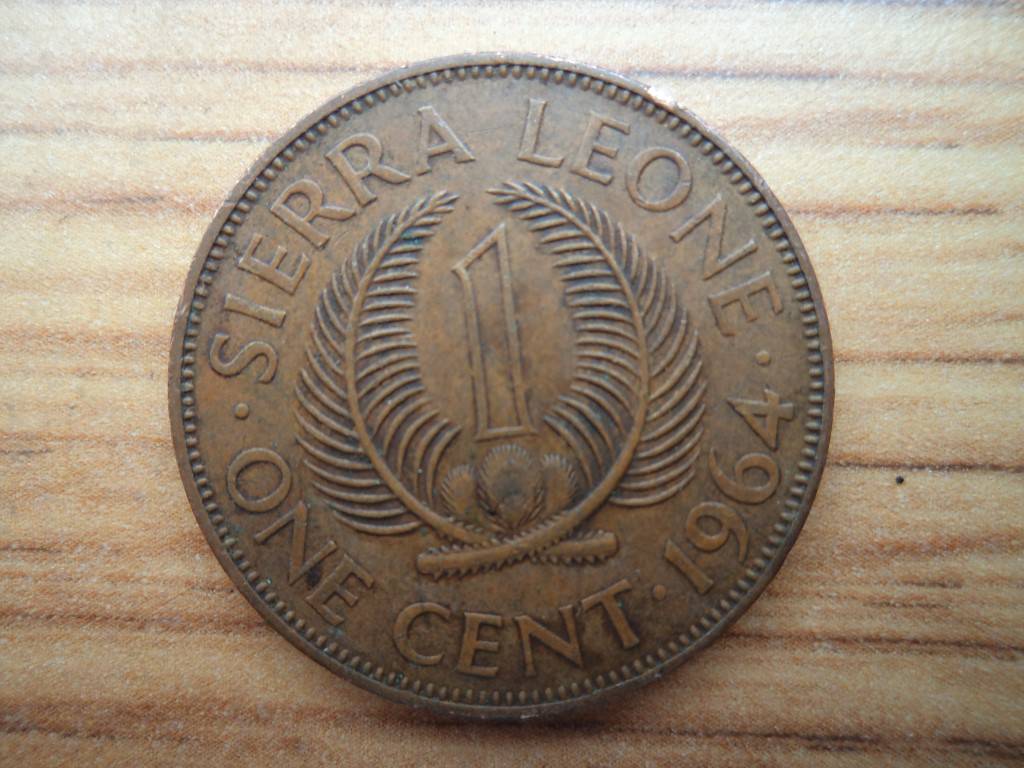 · SIERRA LEONE ·
1
ONE CENT · 1964